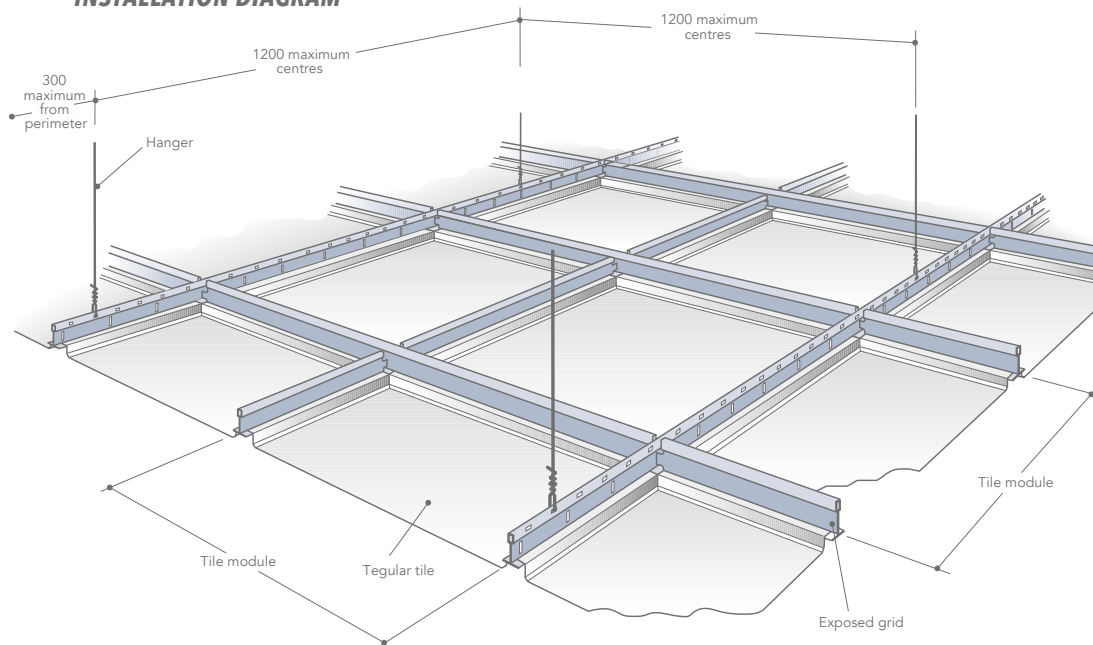 INSTALLATION DIAGRAM
1200 maximum
centres
1200 maximum
centres
300
maximum
from
perimeter
Hanger
Tile module
Tile module
Tegular tile
Exposed grid